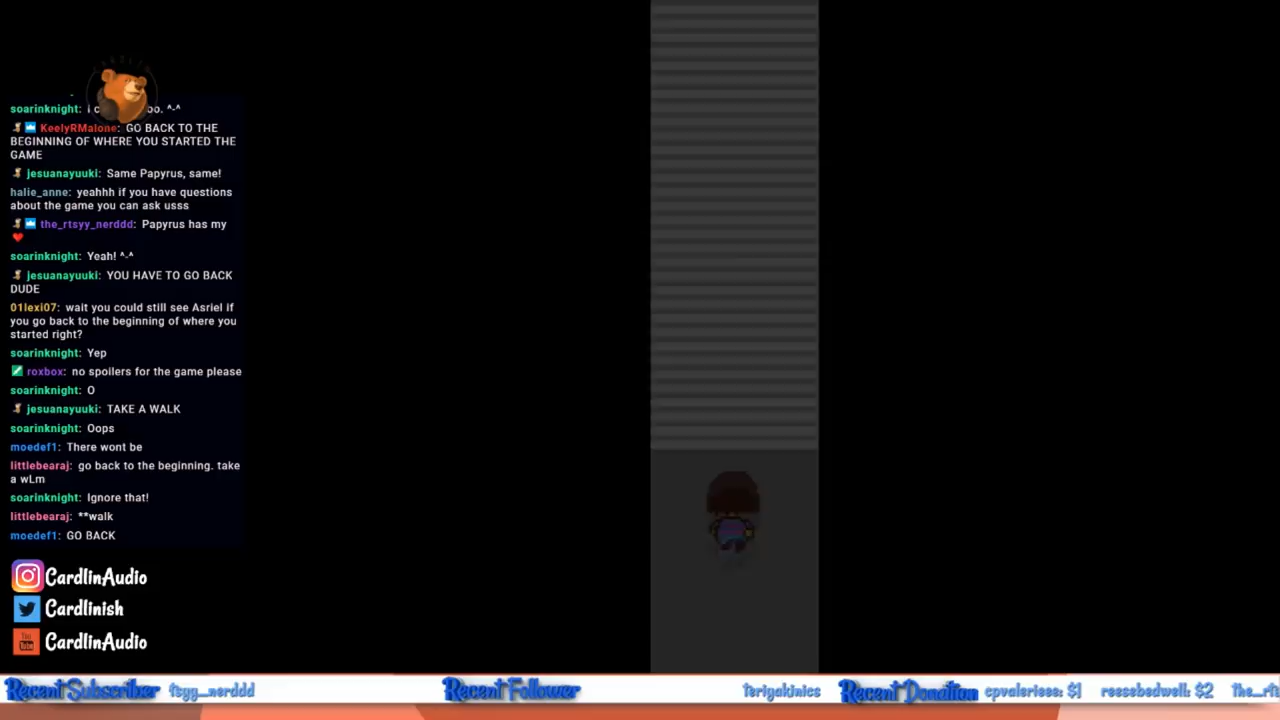 soarinknight: I c oo. ^-^
KeelyRMalone: GO BACK TO THE
BEGINNING OF WHERE YOU STARTED THE
GAME
jesuanayuuki: Same Papyrus, same!
halie_anne: yeahhh if you have questions
about the game you can ask usss
the_rtsyy_nerddd: Papyrus has my
soarinknight: Yeah! ^-^
jesuanayuuki: YOU HAVE TO GO BACK
DUDE
01lexi07: wait you could still see Asriel if
you go back to the beginning of where you
started right?
soarinknight: Yep
roxbox: no spoilers for the game please
soarinknight: O
jesuanayuuki: TAKE A WALK
soarinknight: Oops
moedef1: There wont be
littlebearaj: go back to the beginning. take
a wLm
soarinknight: Ignore that!
littlebearaj: **walk
moedef1: GO BACK
CardlinAudio
Cardlinish
CardlinAudio
Recent Subscriber tsyy_nerddd Recent Follower teriyakinics Recent Donation cpvalerieee: $1 reesebedwell: $2 the_rt